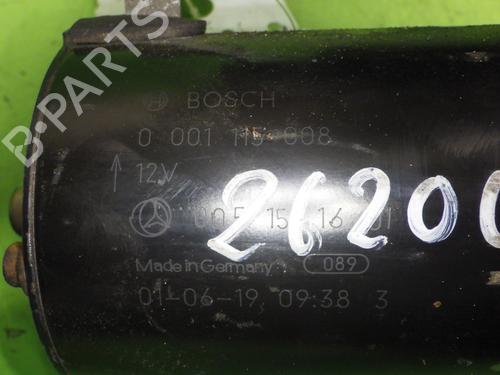 BOSCH
0 001 115 008
12V
005 151 16 01
2620
Made in Germany 089
01-06-19 09:38 3
B-PARTS